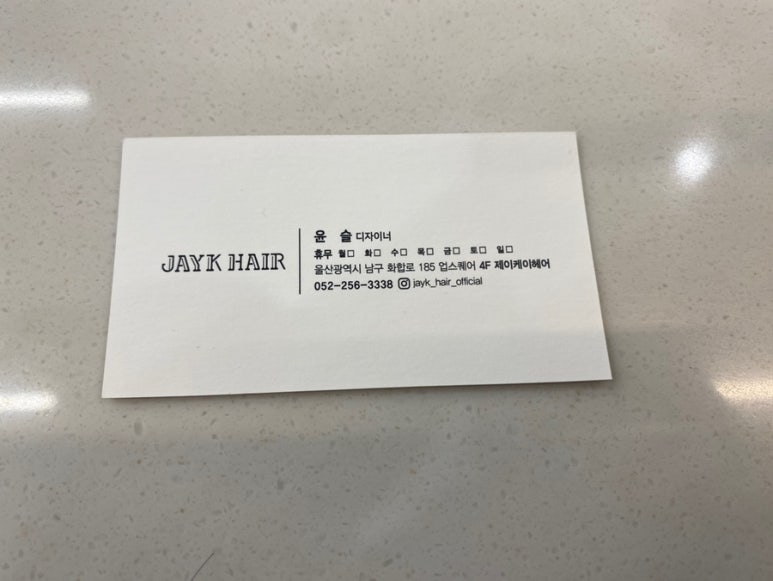 JAYK HAIR
윤 슬 디자이너
휴무 월□ 화□ 수□ 목□ 금□ 토□ 일□
울산광역시 남구 화합로 185 업스퀘어 4F 제이케이헤어
052-256-3338 jayk_hair_official